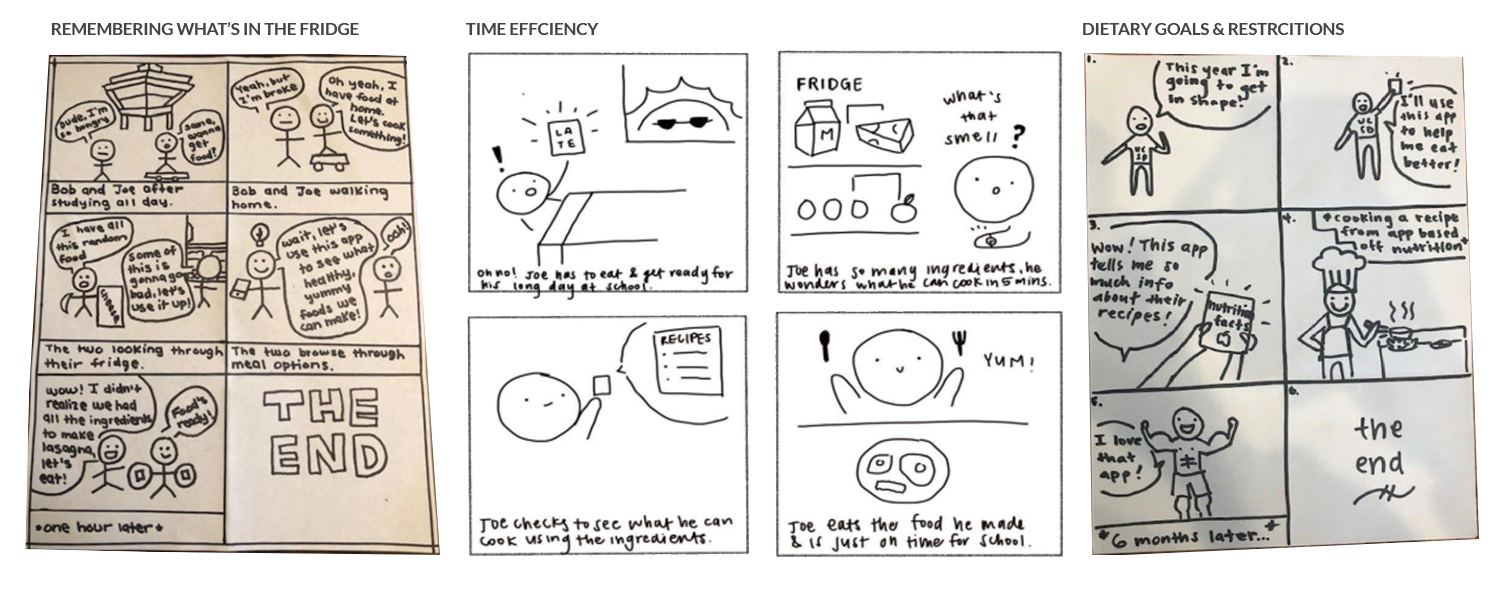 REMEMBERING WHAT'S IN THE FRIDGE
Dude, I'm
so hungry
same,
wanna
get
food?
Bob and Joe after
studying all day.
Yeah, but
I'm broke
Oh yeah, I
have food at
home.
Let's cook
something!
Bob and Joe walking
home.
I have all
this random
food
cheese
some of
this is
gonna go
bad, let's
use it up!
The two looking through
their fridge.
wait, let's
use this app
to see what
healthy,
yummy
foods we
can make!
ooh!
The two browse through
meal options.
wow! I didn't
realize we had
all the ingredients
to make
lasagna,
let's
eat!
Food's
ready!
*one hour later*
THE
END
TIME EFFCIENCY
!
LA
TE
oh no! Joe has to eat & get ready for
his long day at school.
FRIDGE
M
what's
that
smell ?
Joe has so many ingredients, he
wonders what he can cook in 5 mins.
RECIPES
Joe checks to see what he can
cook using the ingredients.
YUM!
Joe eats the food he made
& is just on time for school.
DIETARY GOALS & RESTRCITIONS
1.
This year I'm
going to get
in shape!
UC
SD
2.
I'll use
this app
to help
me eat
better!
UC
SD
3.
Wow! This app
tells me so
much info
about their
recipes!
nutrition
facts
4.
*cooking a recipe
from app based
off nutrition*
5.
I love
that
app!
*6 months later...*
6.
the
end